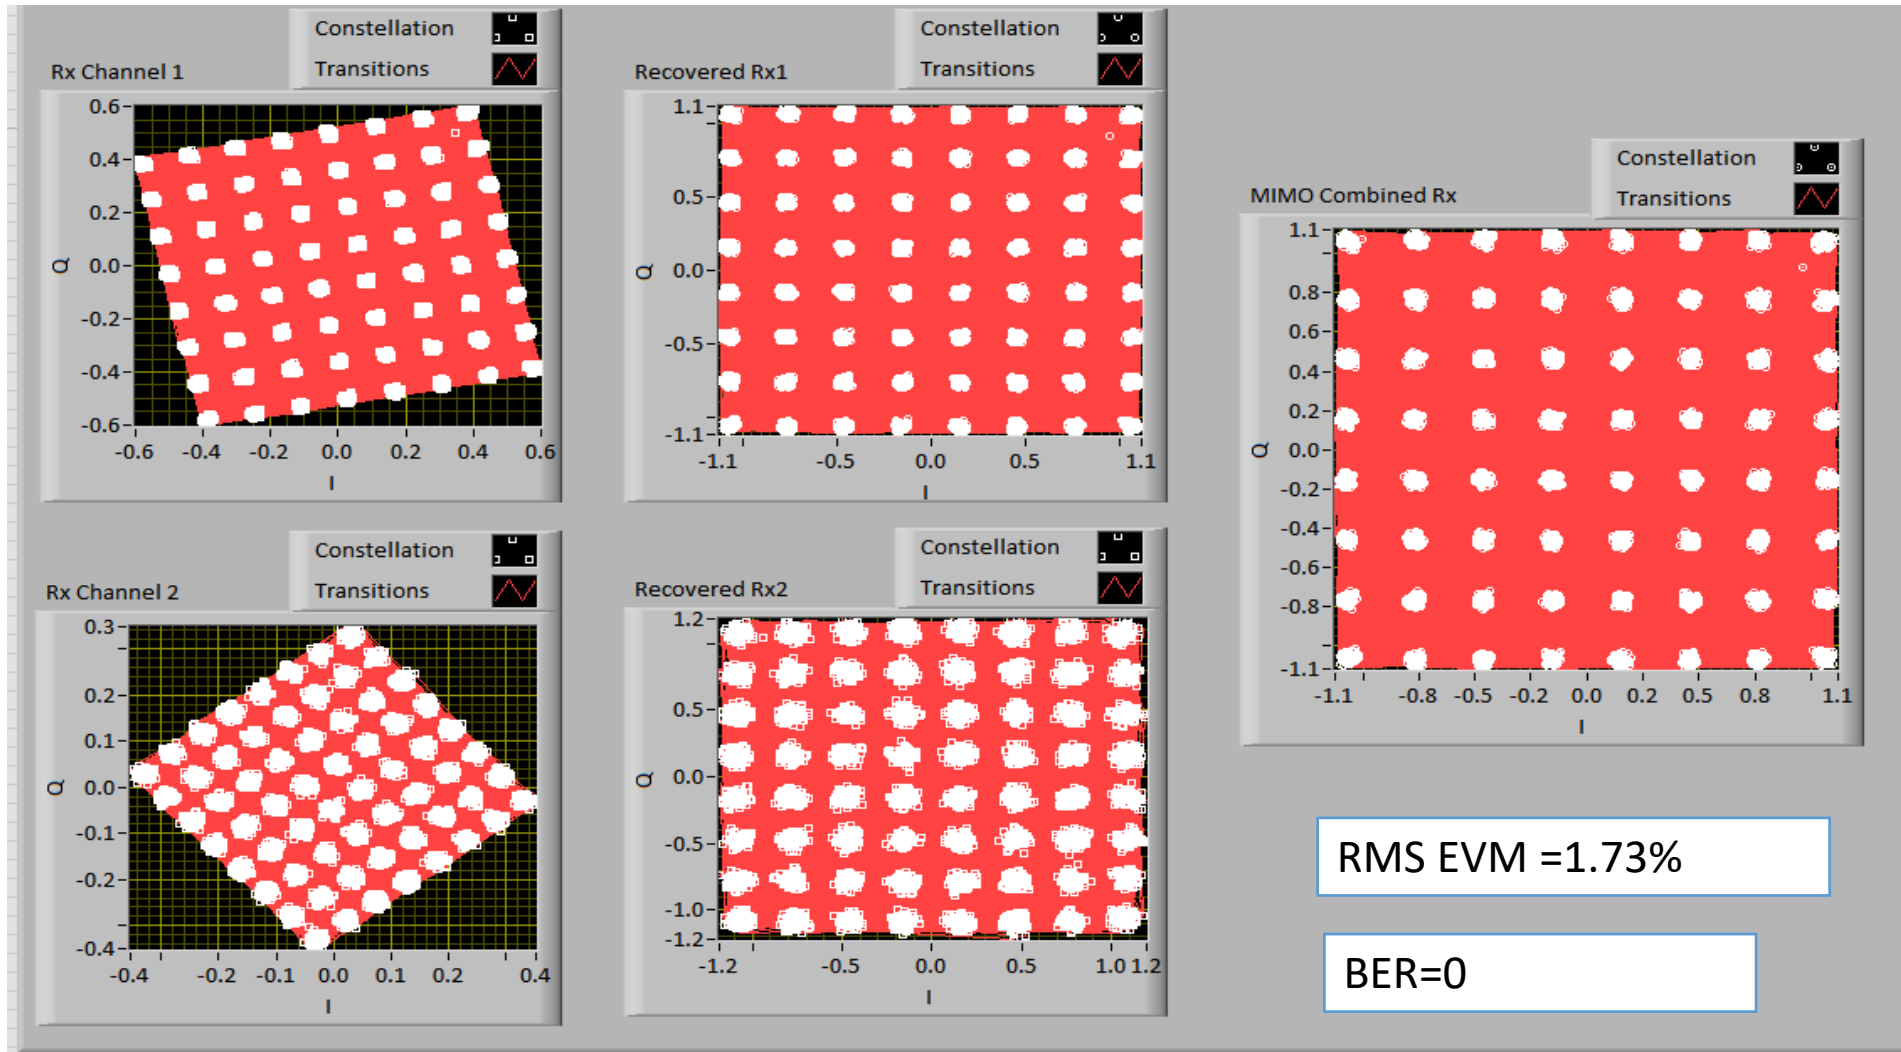 Constellation
Transitions
Rx Channel 1
0.6
0.4
0.2
0.0
-0.2
-0.4
-0.6
Q
-0.6 -0.4 -0.2 0.0 0.2 0.4 0.6
I
Constellation
Transitions
Recovered Rx1
1.1
0.5
0.0
-0.5
-1.1
Q
-1.1 -0.5 0.0 0.5 1.1
I
Constellation
Transitions
MIMO Combined Rx
1.1
0.8
0.6
0.4
0.2
0.0
-0.2
-0.4
-0.6
-0.8
-1.1
Q
-1.1 -0.8 -0.5 -0.2 0.0 0.2 0.5 0.8 1.1
I
Constellation
Transitions
Rx Channel 2
0.3
0.2
0.1
0.0
-0.1
-0.2
-0.4
Q
-0.4 -0.2 -0.1 0.0 0.1 0.2 0.4
I
Constellation
Transitions
Recovered Rx2
1.2
0.5
0.0
-0.5
-1.0
-1.2
Q
-1.2 -0.5 0.0 0.5 1.0 1.2
I
RMS EVM =1.73%
BER=0